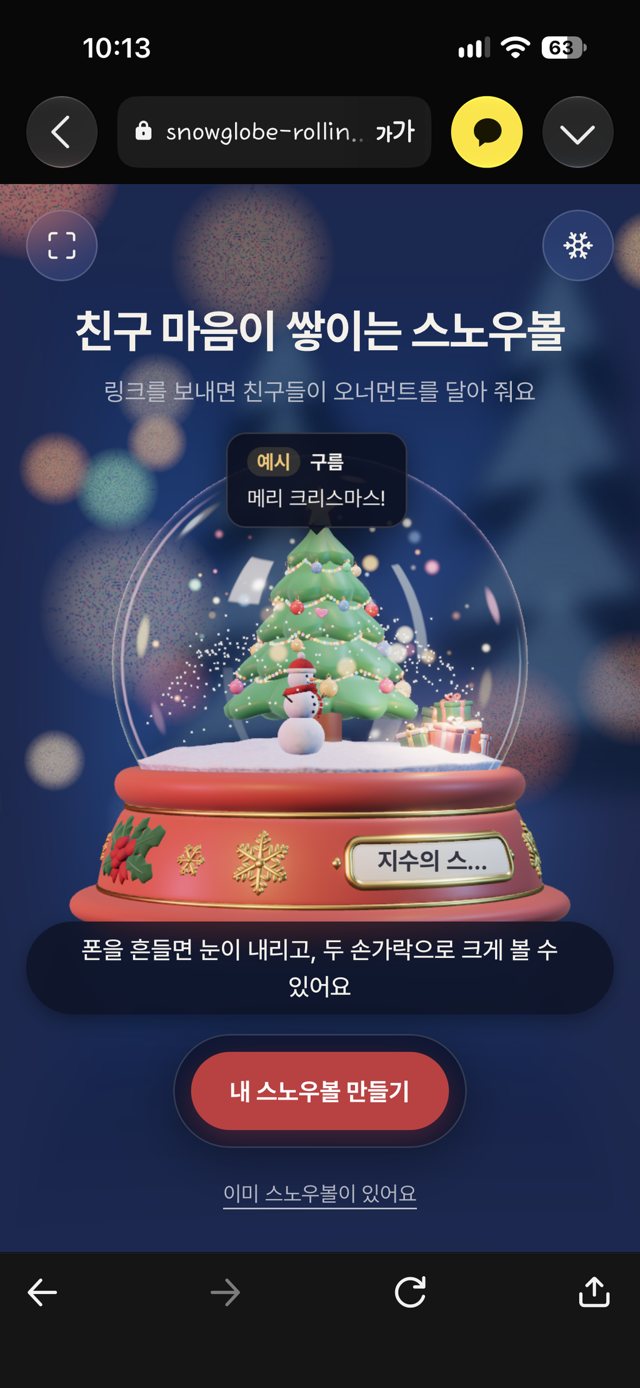 10:13
63
snowglobe-rollin.. 가가
친구 마음이 쌓이는 스노우볼
링크를 보내면 친구들이 오너먼트를 달아 줘요
예시 구름
메리 크리스마스!
지수의 스...
폰을 흔들면 눈이 내리고, 두 손가락으로 크게 볼 수
있어요
내 스노우볼 만들기
이미 스노우볼이 있어요